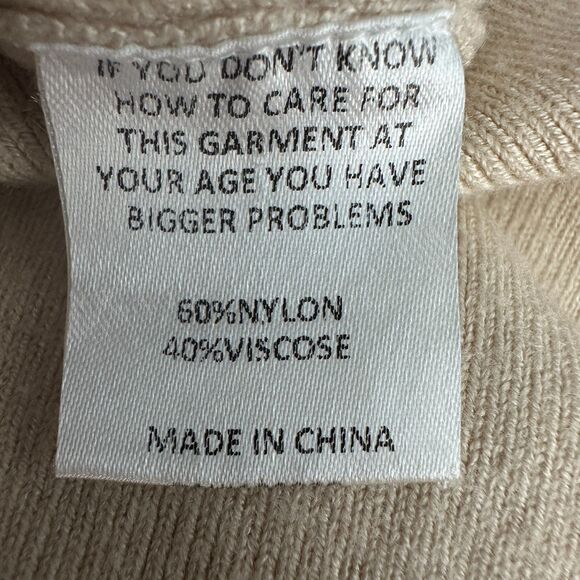 IF YOU DON'T KNOW
HOW TO CARE FOR
THIS GARMENT AT
YOUR AGE YOU HAVE
BIGGER PROBLEMS
60%NYLON
40%VISCOSE
MADE IN CHINA